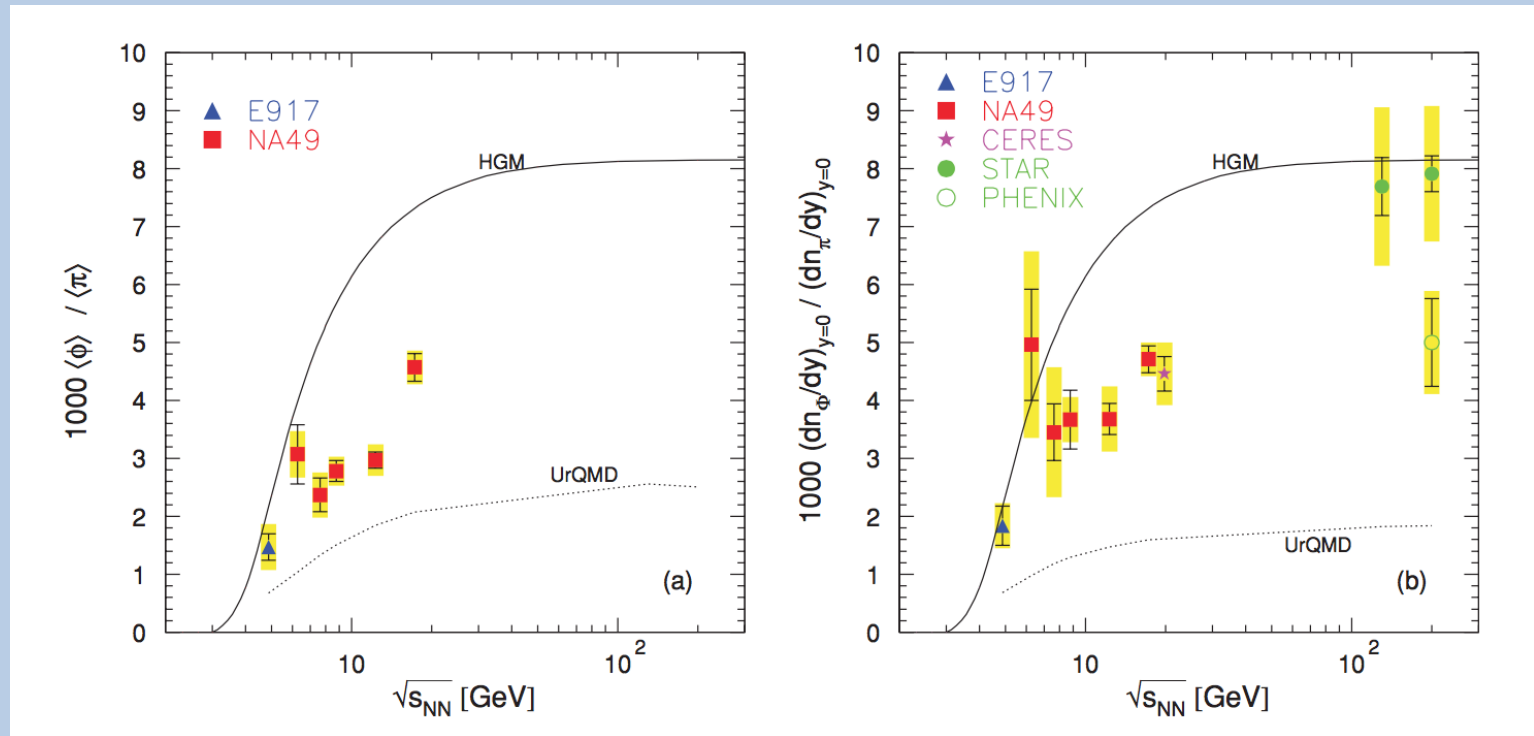 1000 ⟨ϕ⟩ / ⟨π⟩
10
9
8
7
6
5
4
3
2
1
0
E917
NA49
HGM
UrQMD
(a)
10
10²
√s_NN [GeV]
1000 (dn_Φ/dy)_y=0 / (dn_π/dy)_y=0
10
9
8
7
6
5
4
3
2
1
0
E917
NA49
CERES
STAR
PHENIX
HGM
UrQMD
(b)
10
10²
√s_NN [GeV]